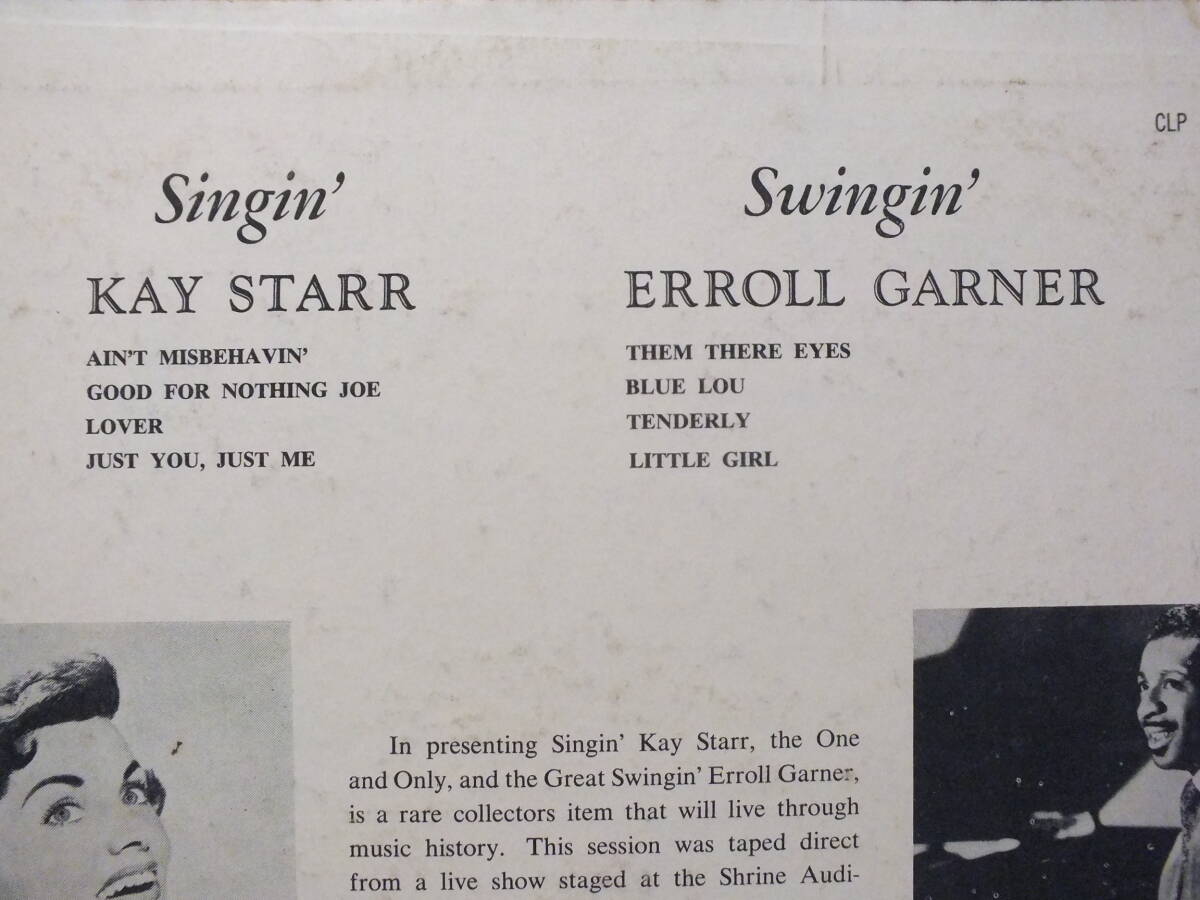 CLP
Singin'
KAY STARR
AIN'T MISBEHAVIN'
GOOD FOR NOTHING JOE
LOVER
JUST YOU, JUST ME
Swingin'
ERROLL GARNER
THEM THERE EYES
BLUE LOU
TENDERLY
LITTLE GIRL
In presenting Singin' Kay Starr, the One
and Only, and the Great Swingin' Erroll Garner,
is a rare collectors item that will live through
music history. This session was taped direct
from a live show staged at the Shrine Audi-